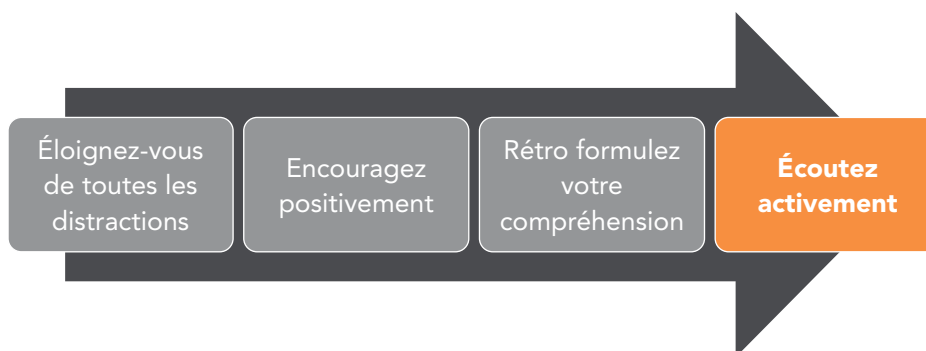 Éloignez-vous
de toutes les
distractions
Encouragez
positivement
Rétro formulez
votre
compréhension
Écoutez
activement